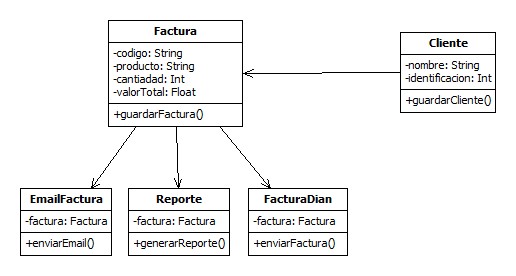 Factura
-codigo: String
-producto: String
-cantiadad: Int
-valorTotal: Float
+guardarFactura()
Cliente
-nombre: String
-identificacion: Int
+guardarCliente()
EmailFactura
-factura: Factura
+enviarEmail()
Reporte
-factura: Factura
+generarReporte()
FacturaDian
-factura: Factura
+enviarFactura()